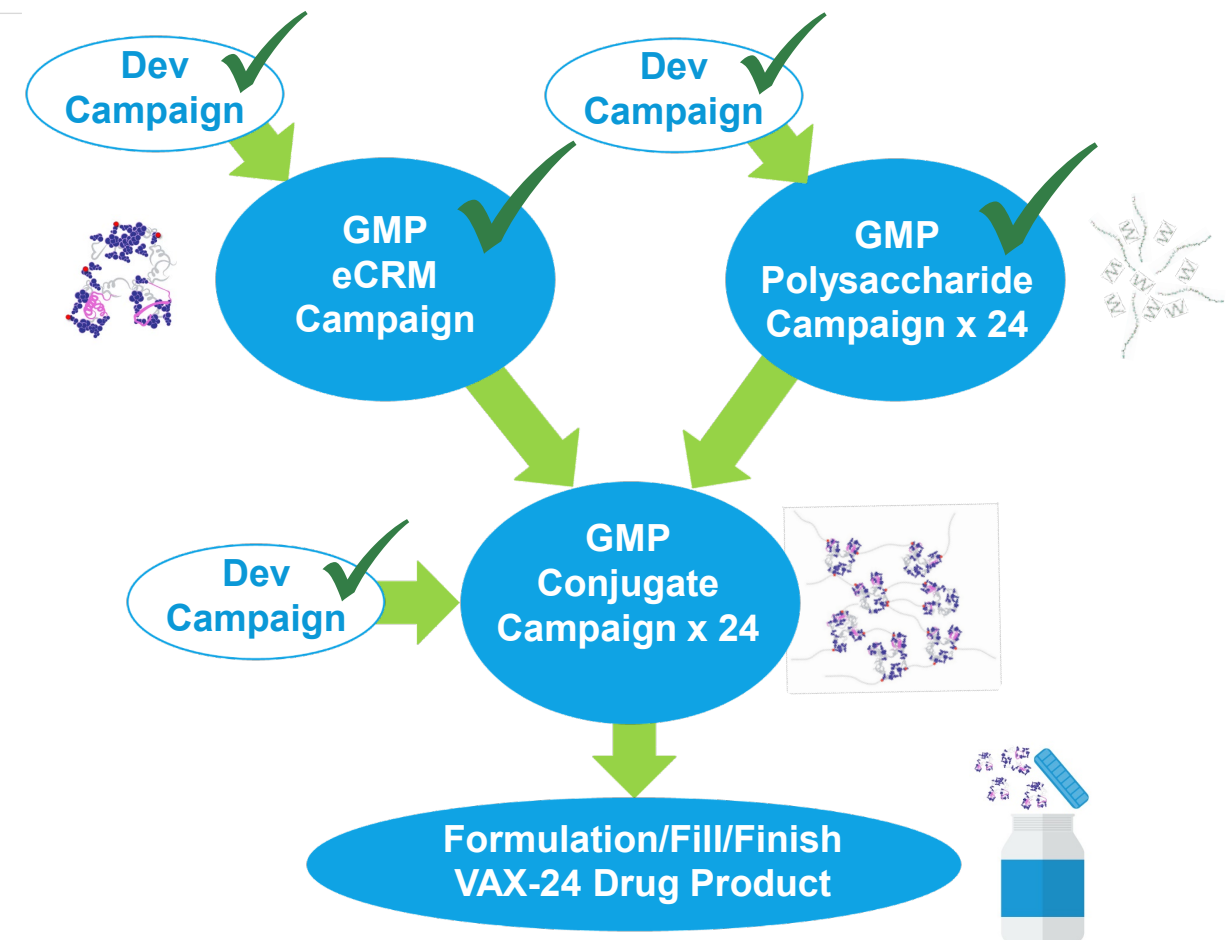 Dev
Campaign
Dev
Campaign
GMP
eCRM
Campaign
GMP
Polysaccharide
Campaign x 24
Dev
Campaign
GMP
Conjugate
Campaign x 24
Formulation/Fill/Finish
VAX-24 Drug Product